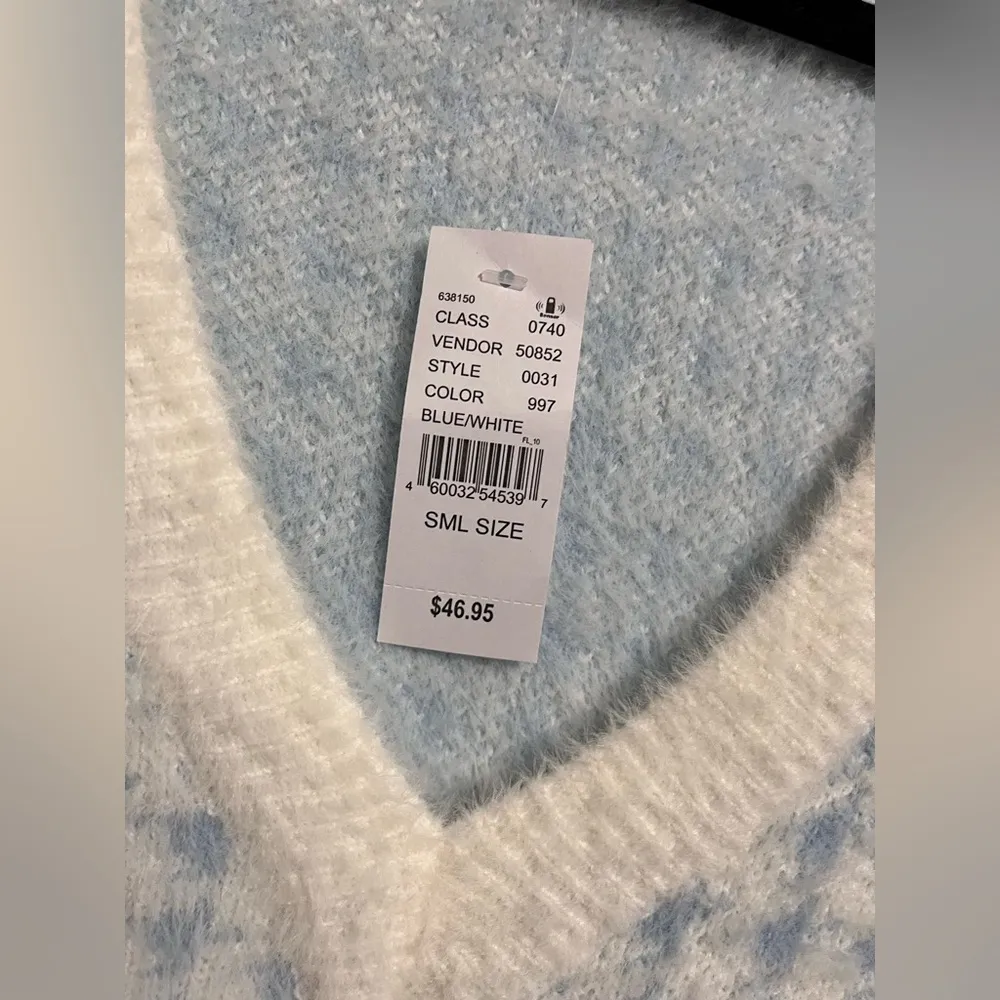 638150
Sensor
CLASS 0740
VENDOR 50852
STYLE 0031
COLOR 997
BLUE/WHITE
FL_10
4 60032 54539 7
SML SIZE
$46.95